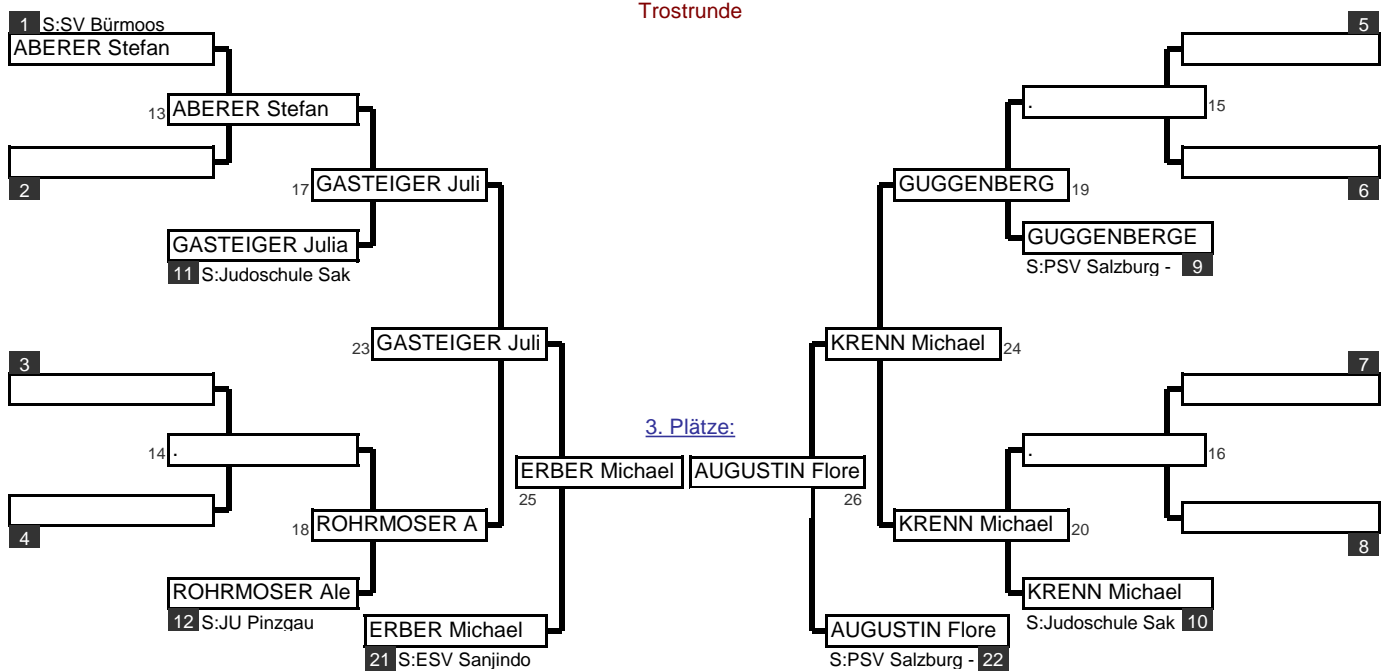 Trostrunde
1 S:SV Bürmoos
5
ABERER Stefan
13 ABERER Stefan
. 15
2
17 GASTEIGER Juli
GUGGENBERG 19
6
GASTEIGER Julia
GUGGENBERGE
11 S:Judoschule Sak
S:PSV Salzburg - 9
23 GASTEIGER Juli
KRENN Michael 24
3
7
3. Plätze:
14 .
. 16
ERBER Michael
AUGUSTIN Flore
25
26
4
18 ROHRMOSER A
KRENN Michael 20
8
ROHRMOSER Ale
KRENN Michael
12 S:JU Pinzgau
S:Judoschule Sak 10
ERBER Michael
AUGUSTIN Flore
21 S:ESV Sanjindo
S:PSV Salzburg - 22